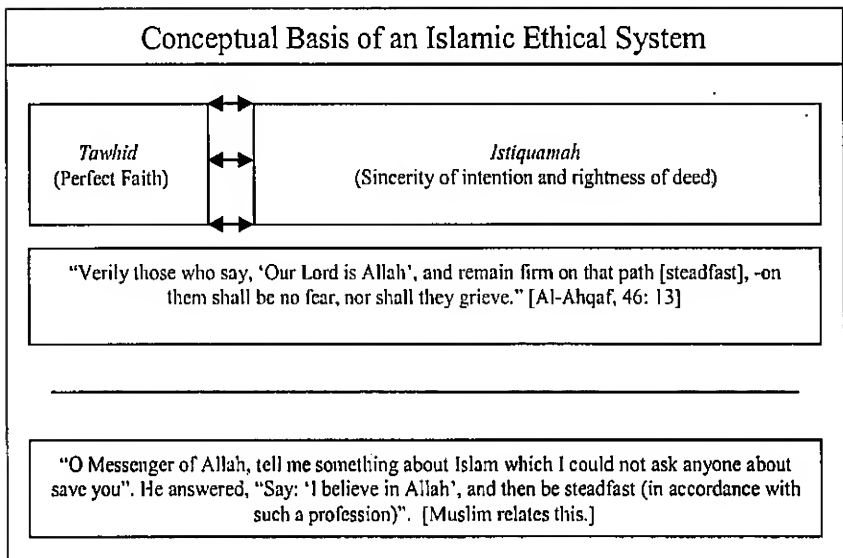 Conceptual Basis of an Islamic Ethical System
Tawhid
(Perfect Faith)
Istiquamah
(Sincerity of intention and rightness of deed)
“Verily those who say, ‘Our Lord is Allah’, and remain firm on that path [steadfast], -on
them shall be no fear, nor shall they grieve.” [Al-Ahqaf, 46: 13]
“O Messenger of Allah, tell me something about Islam which I could not ask anyone about
save you”. He answered, “Say: ‘I believe in Allah’, and then be steadfast (in accordance with
such a profession)”. [Muslim relates this.]